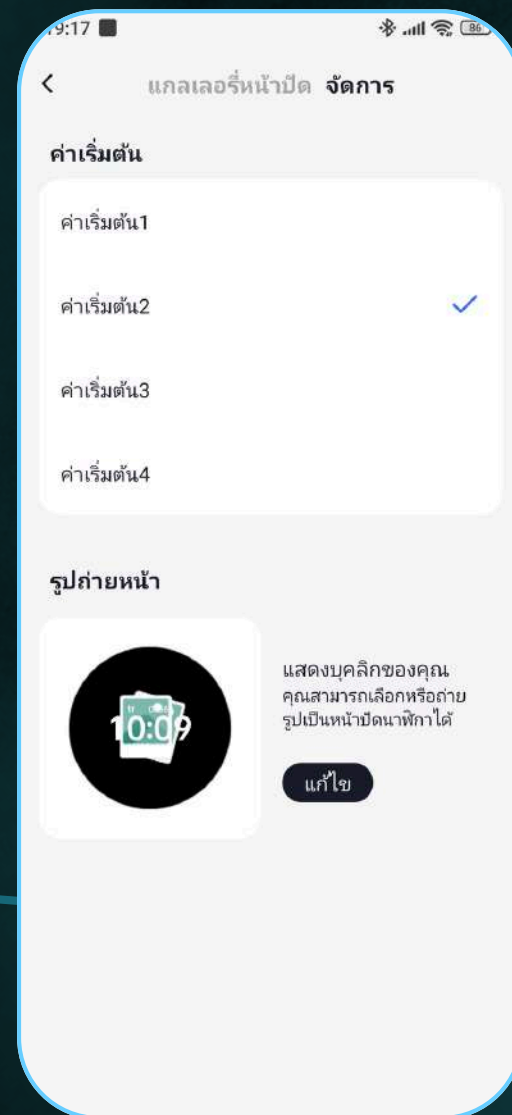 9:17 86
แกลเลอรี่หน้าปัด จัดการ
ค่าเริ่มต้น
ค่าเริ่มต้น1
ค่าเริ่มต้น2
ค่าเริ่มต้น3
ค่าเริ่มต้น4
รูปถ่ายหน้า
แสดงบุคลิกของคุณ
คุณสามารถเลือกหรือถ่าย
รูปเป็นหน้าปัดนาฬิกาได้
10:09
แก้ไข